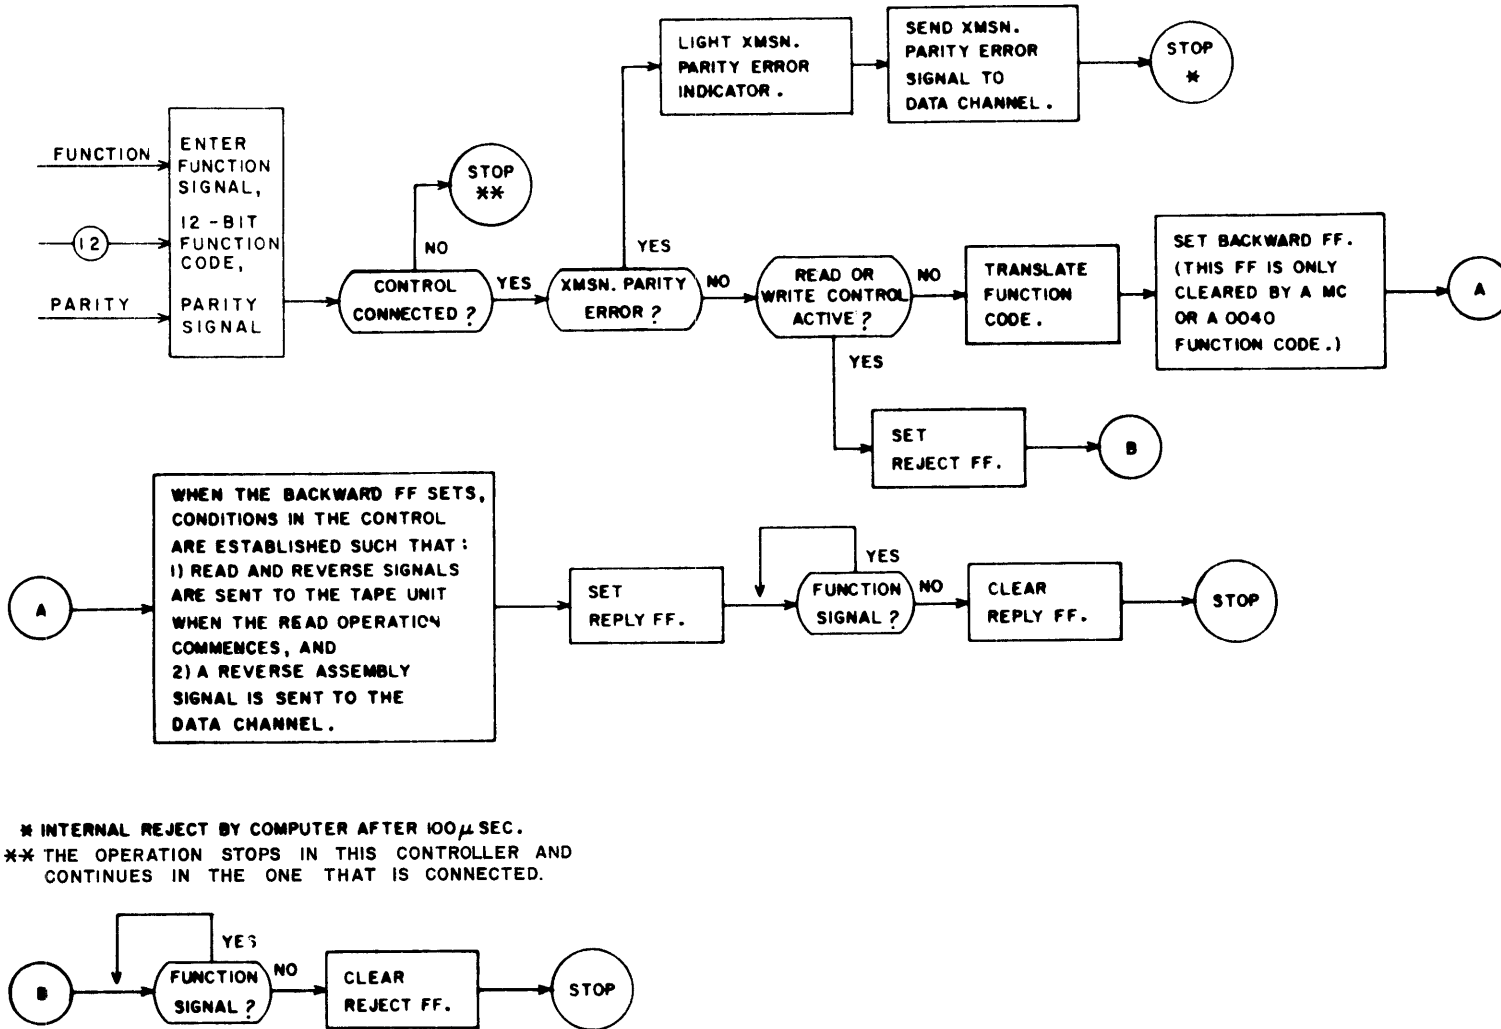 FUNCTION
12
PARITY
ENTER
FUNCTION
SIGNAL,
12-BIT
FUNCTION
CODE,
PARITY
SIGNAL
CONTROL
CONNECTED?
NO
STOP
**
YES
XMSN. PARITY
ERROR?
YES
LIGHT XMSN.
PARITY ERROR
INDICATOR.
SEND XMSN.
PARITY ERROR
SIGNAL TO
DATA CHANNEL.
STOP
*
NO
READ OR
WRITE CONTROL
ACTIVE?
NO
TRANSLATE
FUNCTION
CODE.
SET BACKWARD FF.
(THIS FF IS ONLY
CLEARED BY A MC
OR A 0040
FUNCTION CODE.)
A
YES
SET
REJECT FF.
B
A
WHEN THE BACKWARD FF SETS,
CONDITIONS IN THE CONTROL
ARE ESTABLISHED SUCH THAT:
1) READ AND REVERSE SIGNALS
ARE SENT TO THE TAPE UNIT
WHEN THE READ OPERATION
COMMENCES, AND
2) A REVERSE ASSEMBLY
SIGNAL IS SENT TO THE
DATA CHANNEL.
SET
REPLY FF.
YES
FUNCTION
SIGNAL?
NO
CLEAR
REPLY FF.
STOP
* INTERNAL REJECT BY COMPUTER AFTER 100μ SEC.
** THE OPERATION STOPS IN THIS CONTROLLER AND
CONTINUES IN THE ONE THAT IS CONNECTED.
B
YES
FUNCTION
SIGNAL?
NO
CLEAR
REJECT FF.
STOP